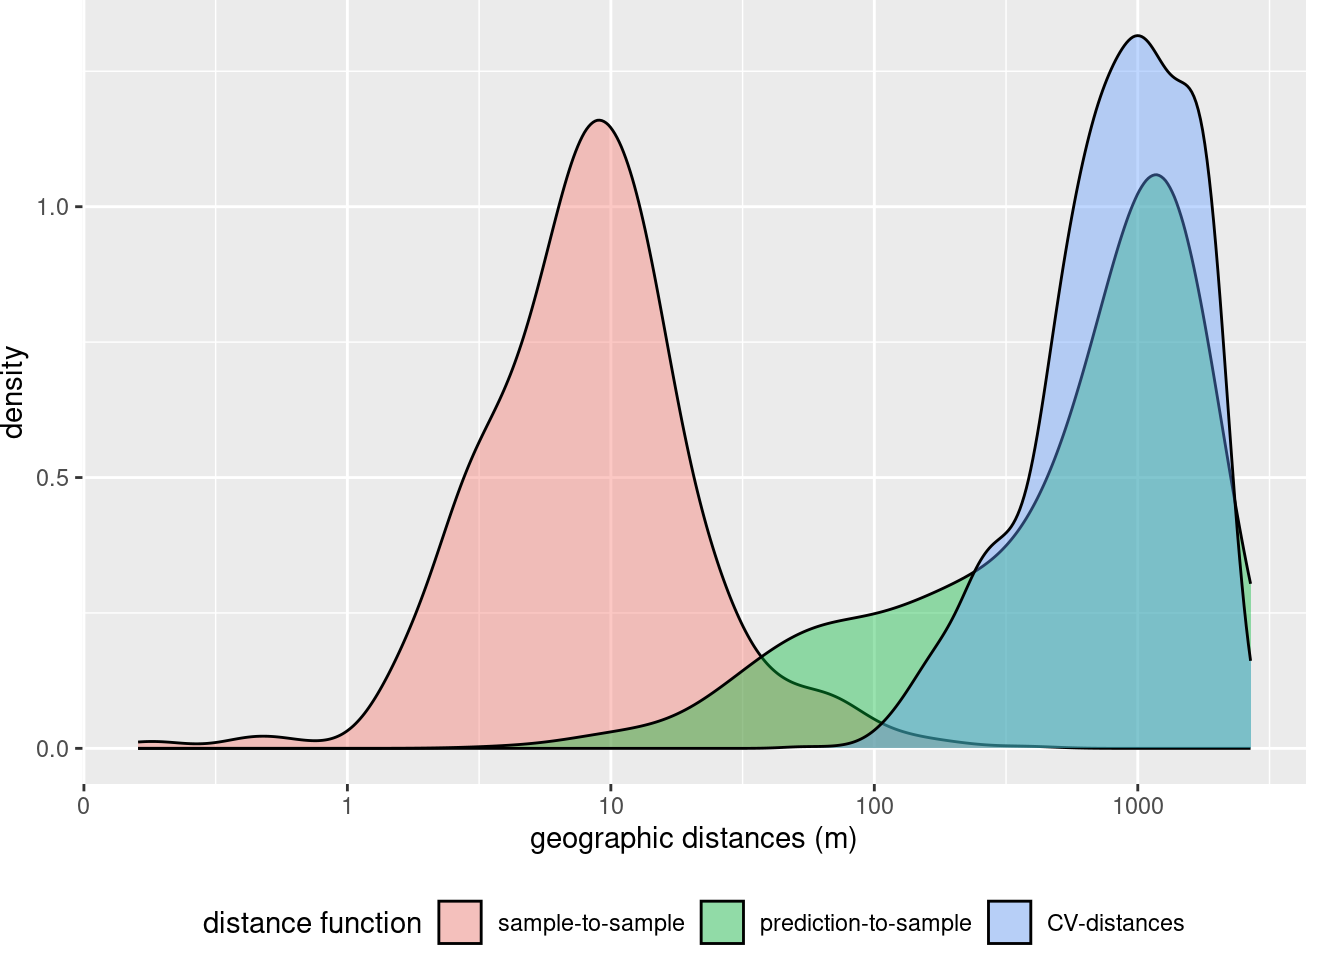 density
1.0
0.5
0.0
0 1 10 100 1000
geographic distances (m)
distance function sample-to-sample prediction-to-sample CV-distances